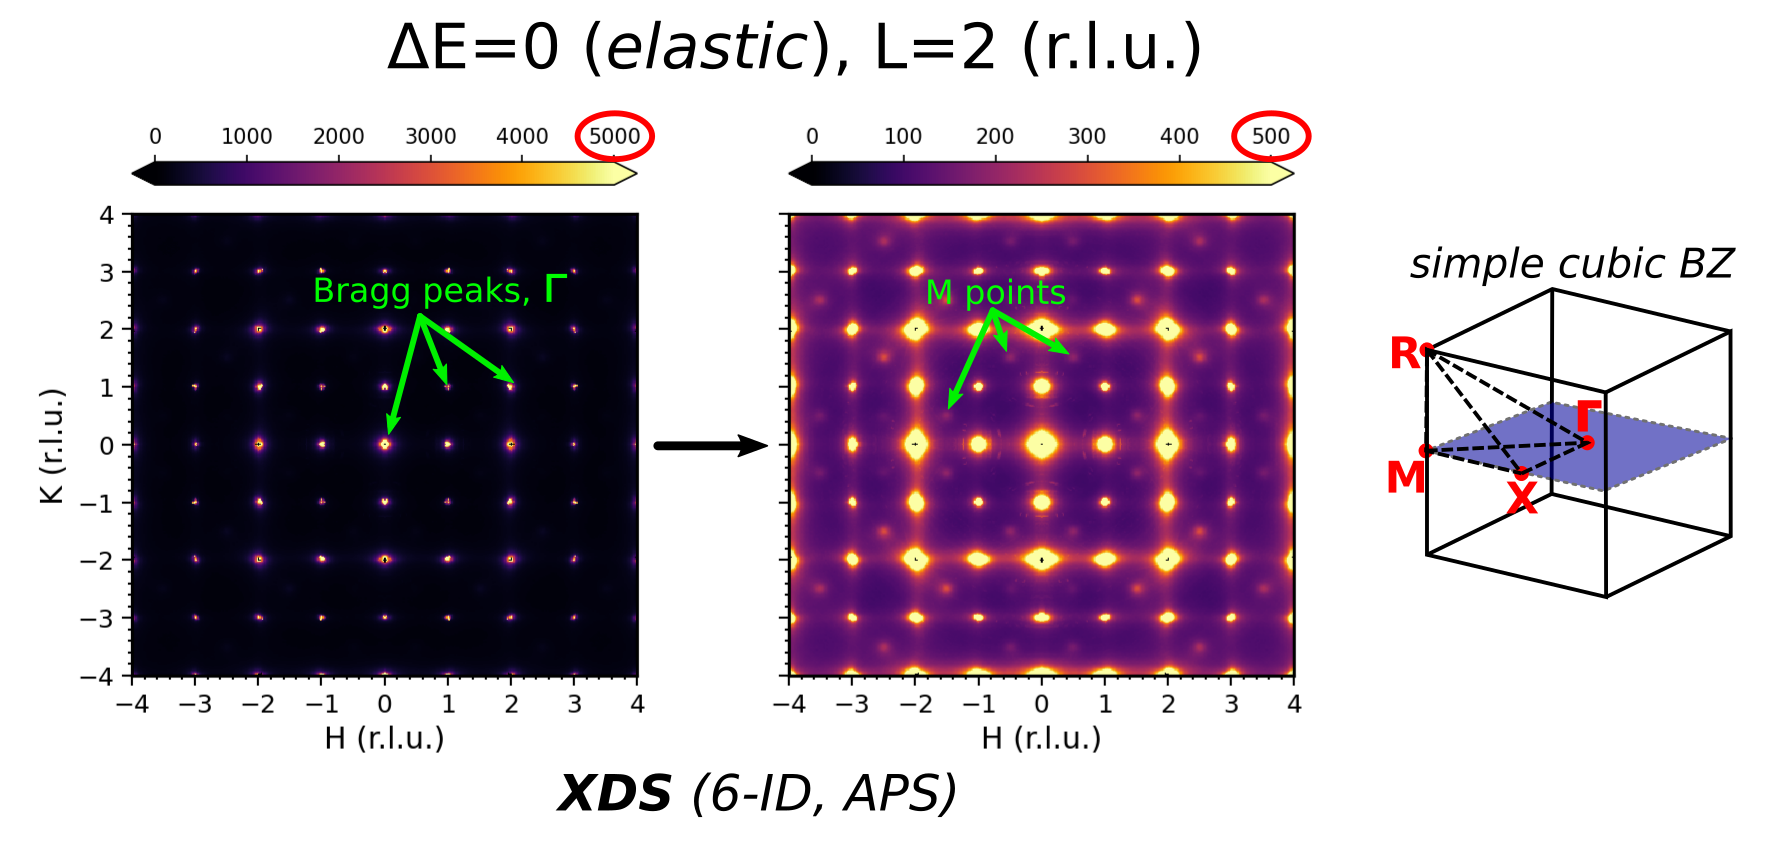 ΔE=0 (elastic), L=2 (r.l.u.)
0 1000 2000 3000 4000 5000
0 100 200 300 400 500
4
3
2
1
0
−1
−2
−3
−4
K (r.l.u.)
Bragg peaks, Γ
−4 −3 −2 −1 0 1 2 3 4
H (r.l.u.)
M points
−4 −3 −2 −1 0 1 2 3 4
H (r.l.u.)
simple cubic BZ
R
Γ
M
X
XDS (6-ID, APS)